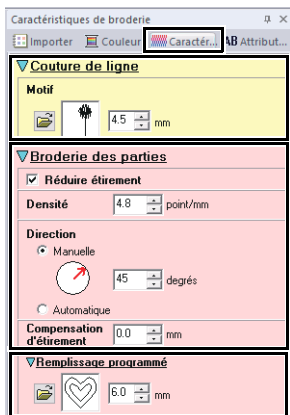 Caractéristiques de broderie
Importer Couleur Caractér... AB Attribut...
Couture de ligne
Motif
4.5 mm
Broderie des parties
Réduire étirement
Densité 4.8 point/mm
Direction
Manuelle
45 degrés
Automatique
Compensation d'étirement 0.0 mm
Remplissage programmé
6.0 mm